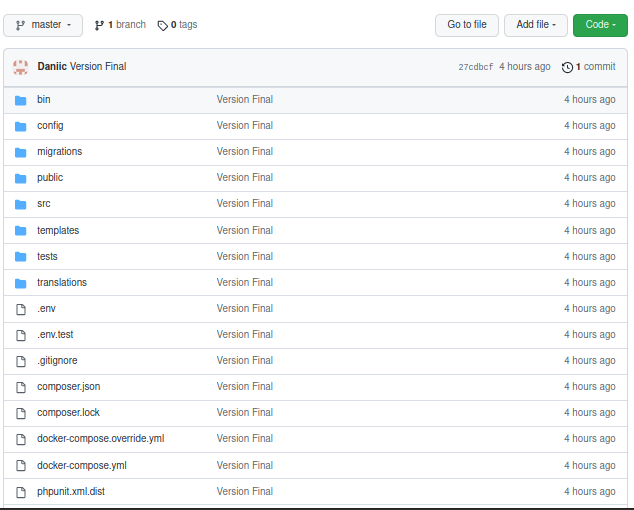 master 1 branch 0 tags Go to file Add file Code
Daniic Version Final 27cdbcf 4 hours ago 1 commit
bin Version Final 4 hours ago
config Version Final 4 hours ago
migrations Version Final 4 hours ago
public Version Final 4 hours ago
src Version Final 4 hours ago
templates Version Final 4 hours ago
tests Version Final 4 hours ago
translations Version Final 4 hours ago
.env Version Final 4 hours ago
.env.test Version Final 4 hours ago
.gitignore Version Final 4 hours ago
composer.json Version Final 4 hours ago
composer.lock Version Final 4 hours ago
docker-compose.override.yml Version Final 4 hours ago
docker-compose.yml Version Final 4 hours ago
phpunit.xml.dist Version Final 4 hours ago